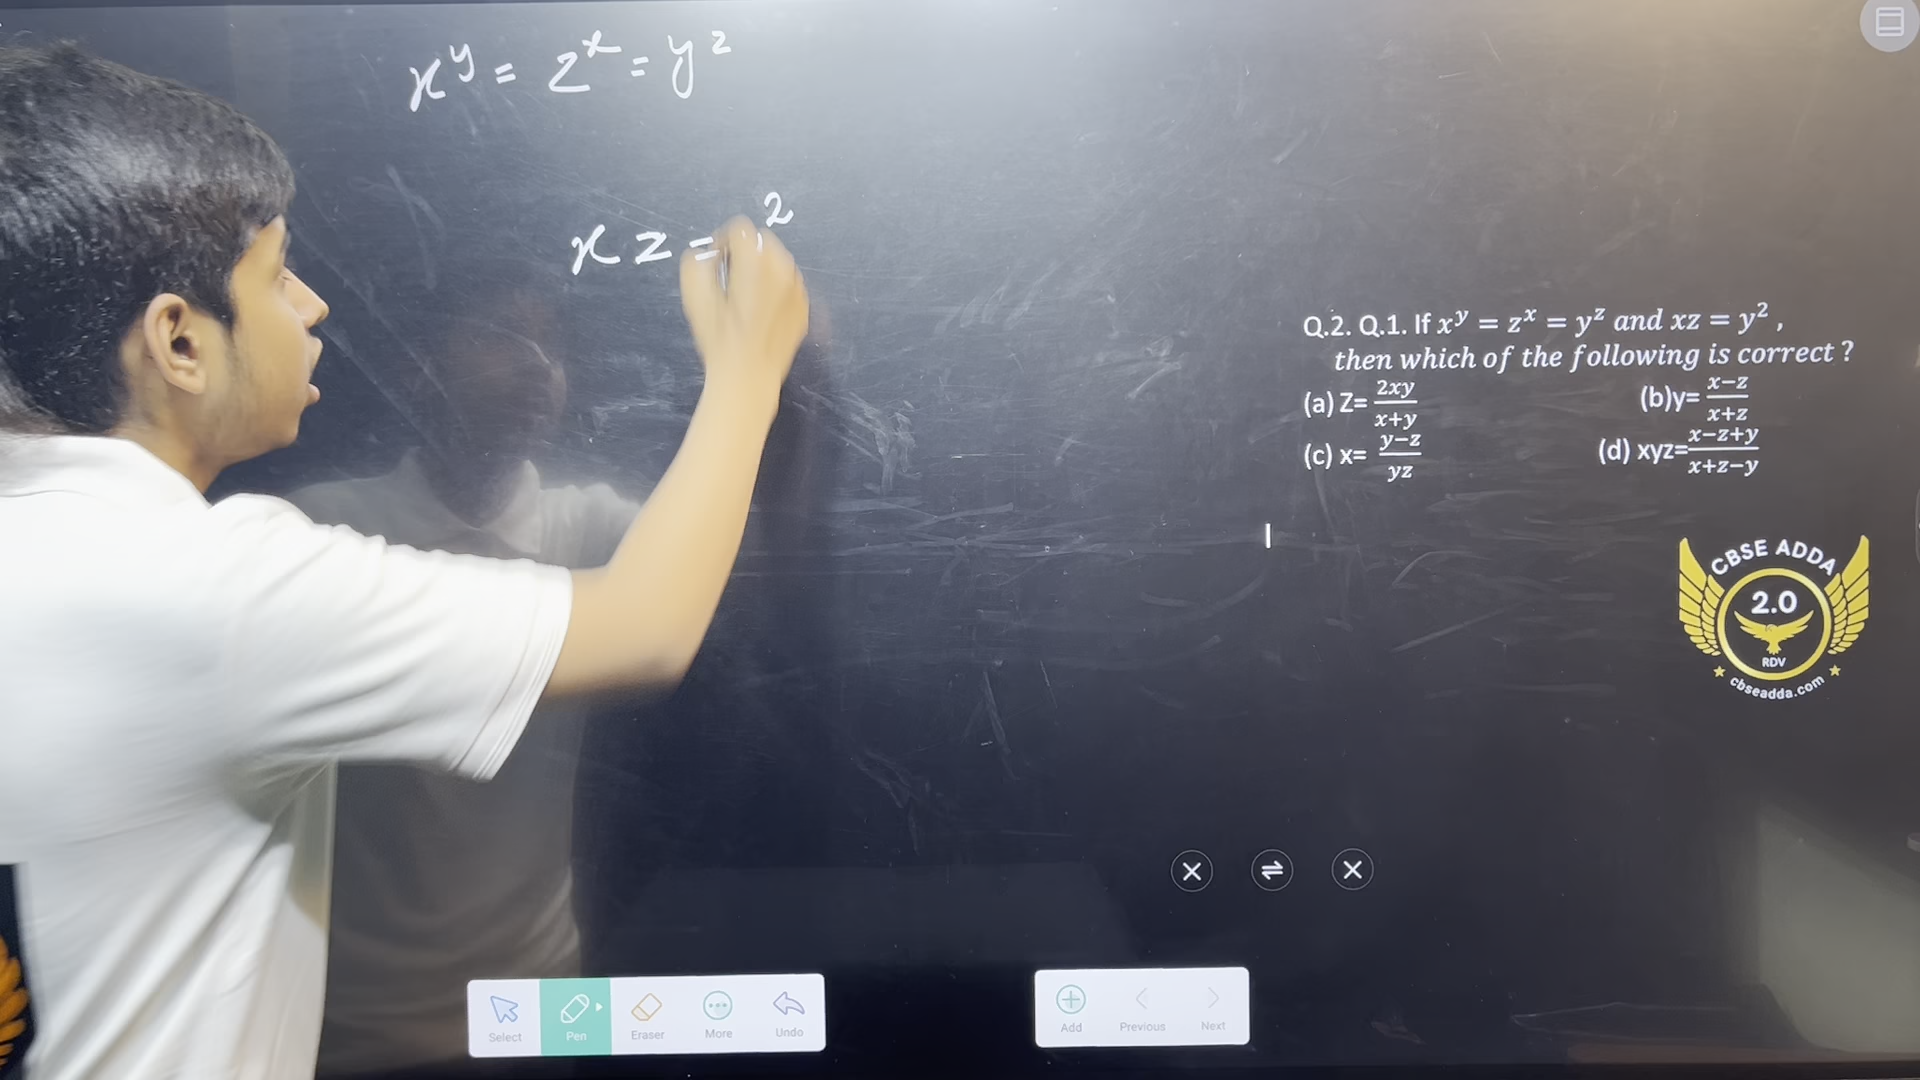 x^y = z^x = y^z
x z = 2
Q.2. Q.1. If x^y = z^x = y^z and xz = y^2 ,
then which of the following is correct ?
(a) Z= 2xy/x+y (b)y= x−z/x+z
(c) x= y−z/yz (d) xyz= x−z+y/x+z−y
CBSE ADDA
2.0
RDV
cbseadda.com
Select Pen Eraser More Undo
Add Previous Next